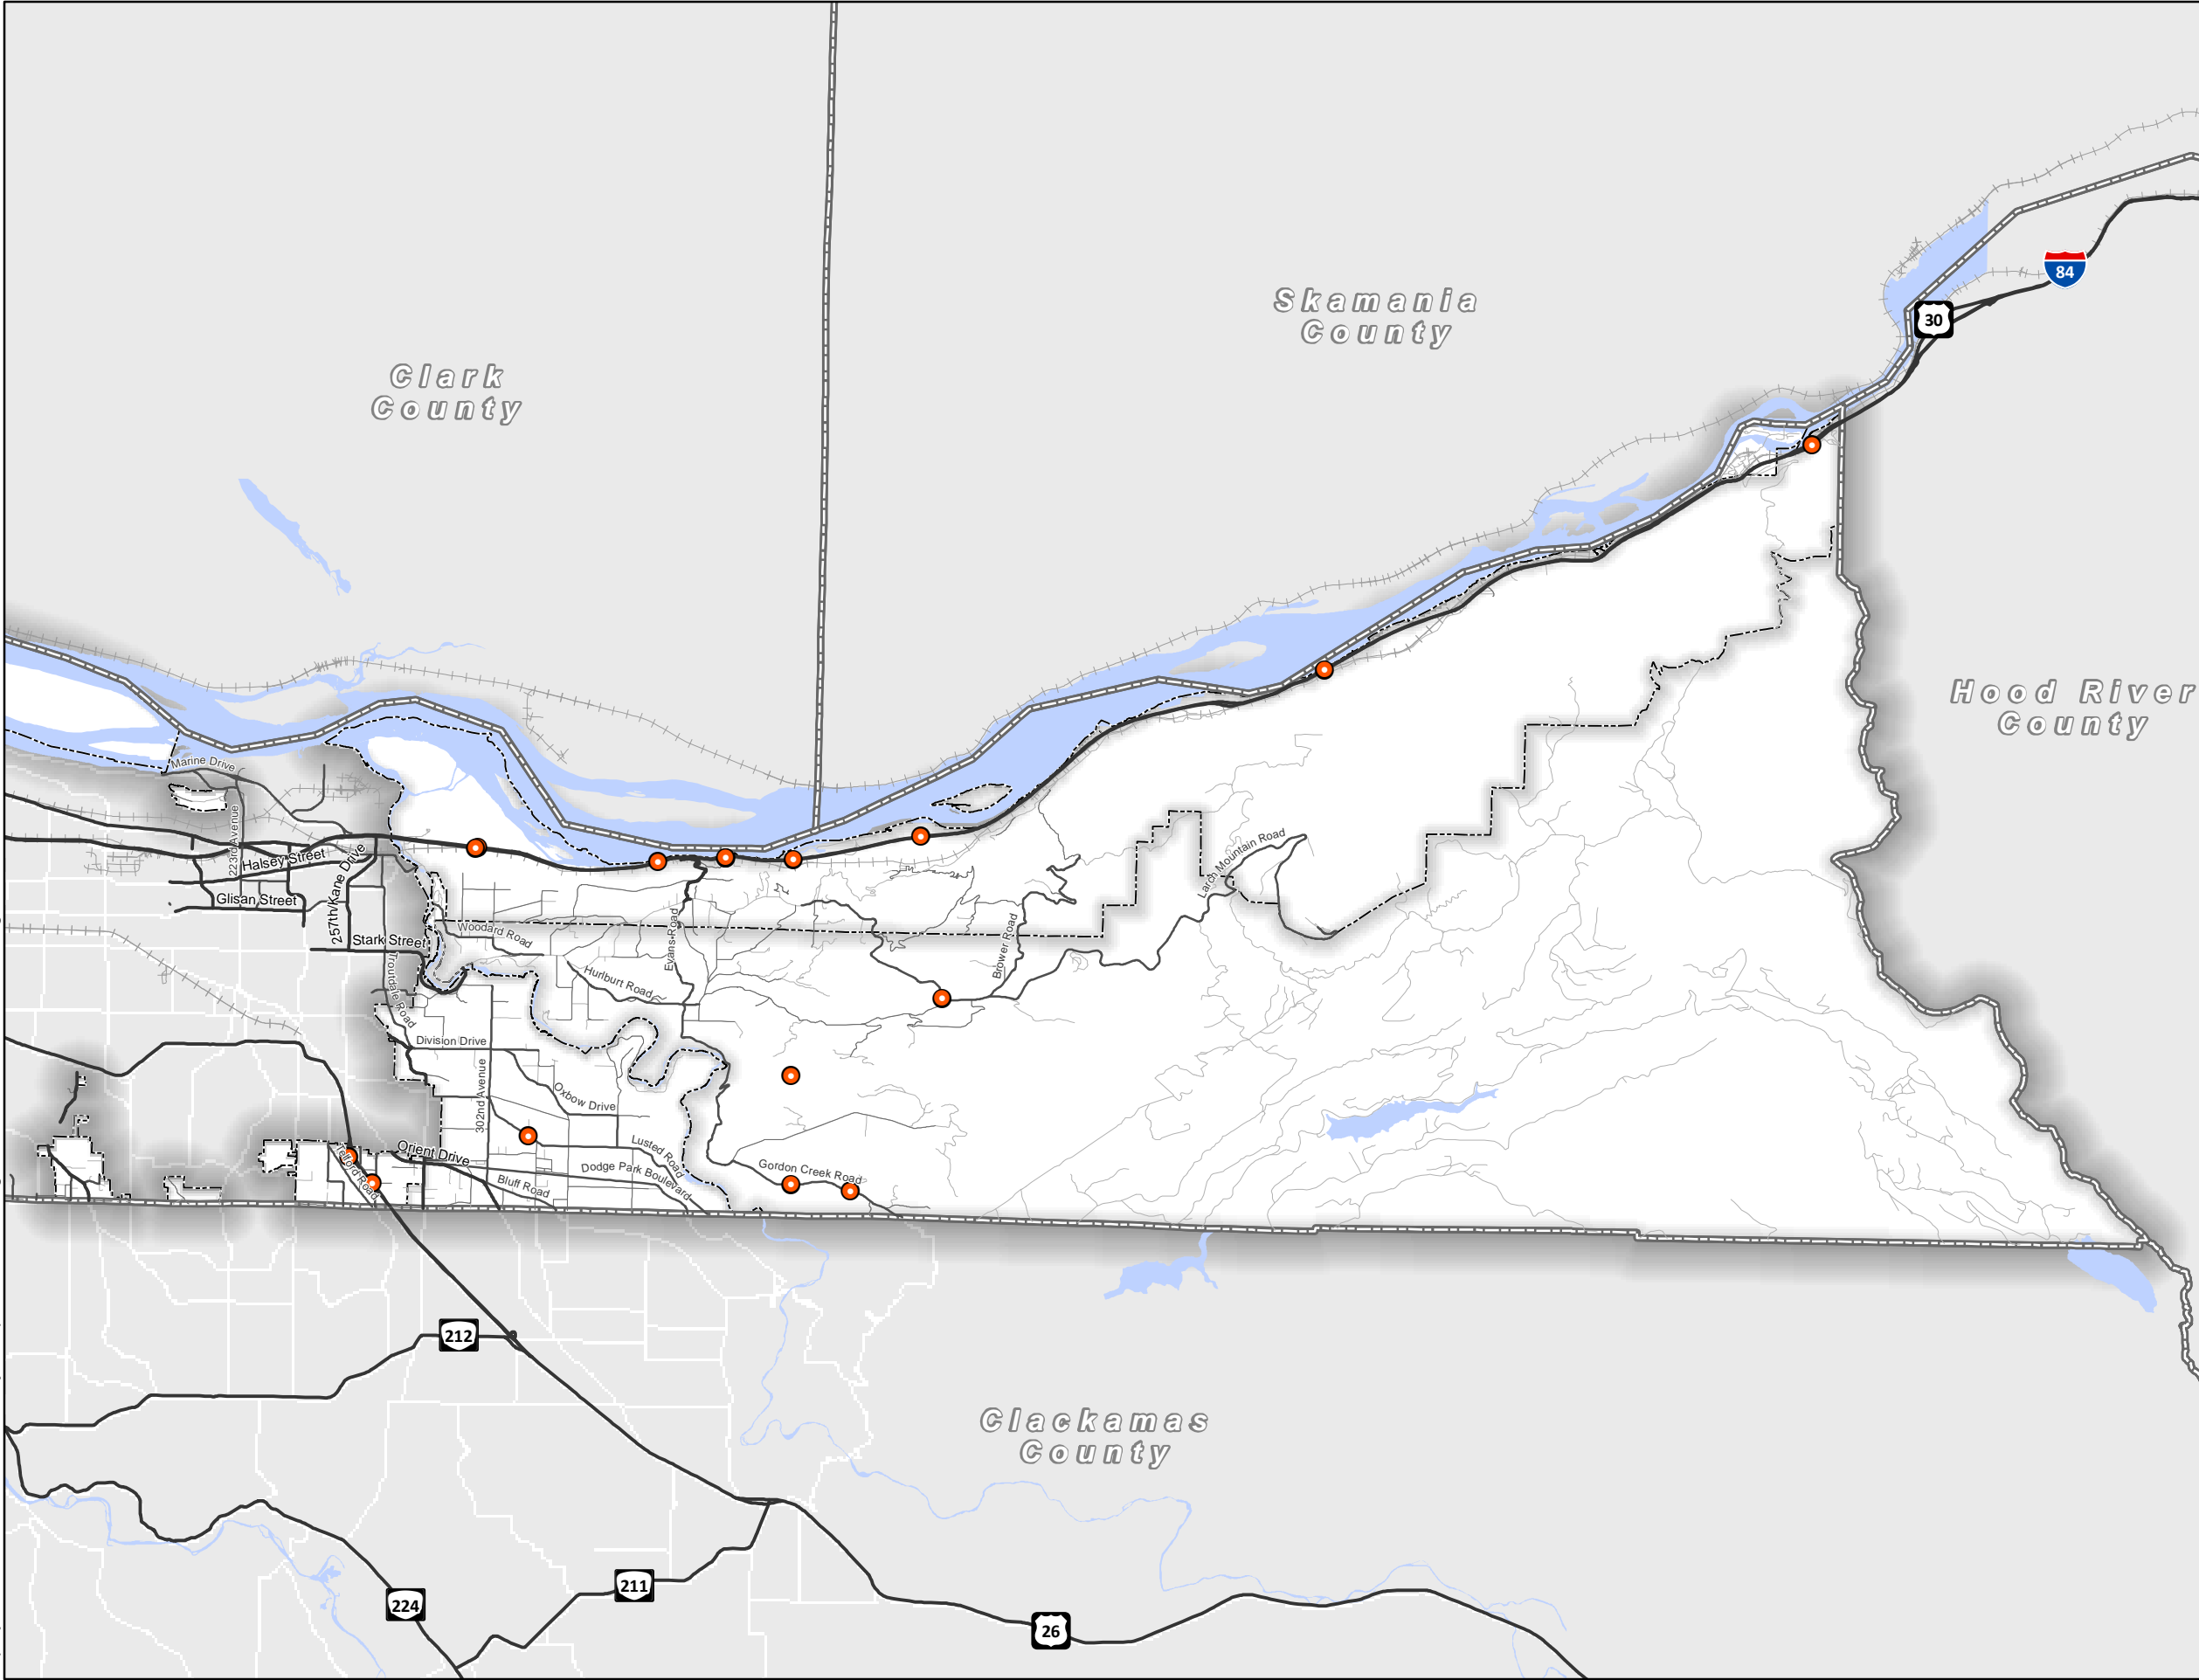 84
Skamania
County
30
Clark
County
Hood River
County
Marine Drive
223rd Avenue
Halsey Street
257th/Kane Drive
Glisan Street
Larch Mountain Road
Stark Street
Woodard Road
Evans Road
Brower Road
Troutdale Road
Hurlburt Road
Division Drive
302nd Avenue
Oxbow Drive
Orient Drive
Telford Road
Lusted Road
Dodge Park Boulevard
Gordon Creek Road
Bluff Road
212
Clackamas
County
211
224
26